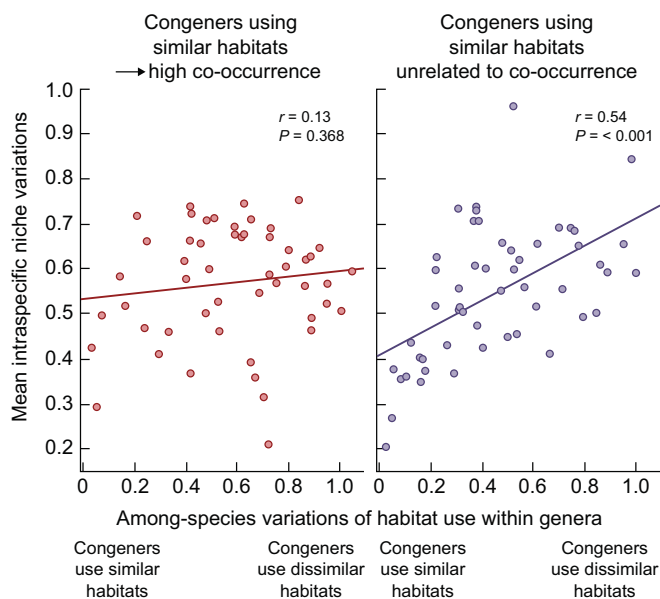 Congeners using
similar habitats
→ high co-occurrence
Congeners using
similar habitats
unrelated to co-occurrence
Mean intraspecific niche variations
1.0
0.9
0.8
0.7
0.6
0.5
0.4
0.3
0.2
r = 0.13
P = 0.368
r = 0.54
P = < 0.001
0 0.2 0.4 0.6 0.8 1.0 0 0.2 0.4 0.6 0.8 1.0
Among-species variations of habitat use within genera
Congeners
use similar
habitats
Congeners
use dissimilar
habitats
Congeners
use similar
habitats
Congeners
use dissimilar
habitats